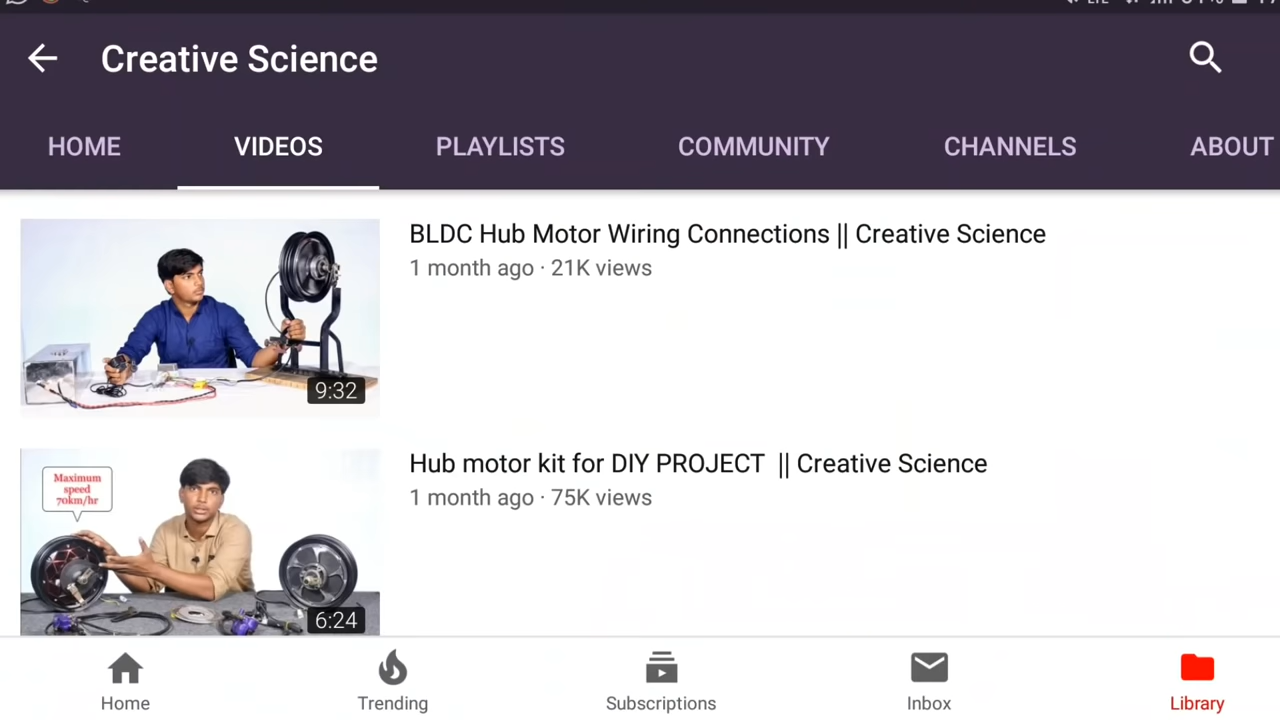 Creative Science
HOME VIDEOS PLAYLISTS COMMUNITY CHANNELS ABOUT
BLDC Hub Motor Wiring Connections || Creative Science
1 month ago · 21K views
9:32
Hub motor kit for DIY PROJECT || Creative Science
1 month ago · 75K views
Maximum
speed
70km/hr
6:24
Home Trending Subscriptions Inbox Library